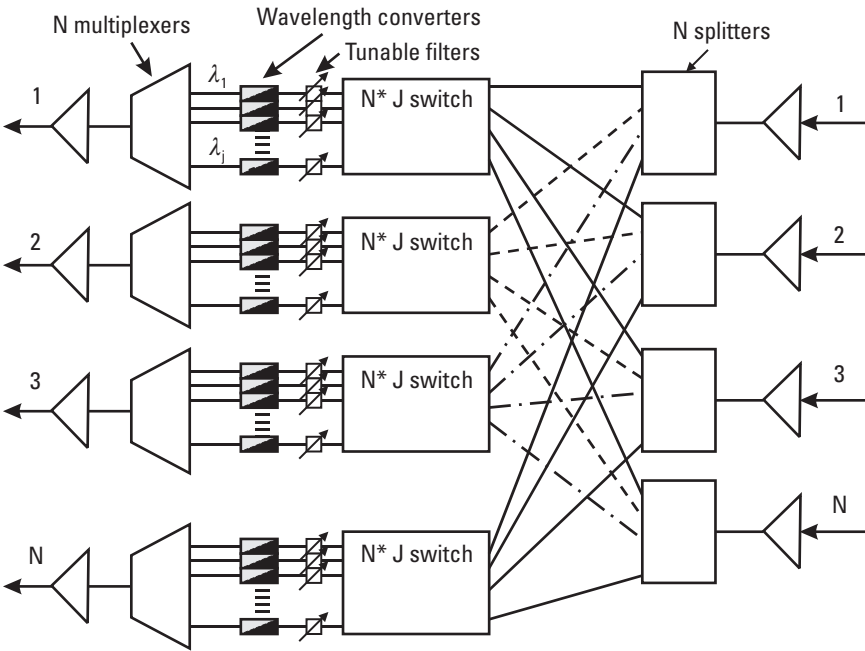 N multiplexers
Wavelength converters
Tunable filters
N splitters
1
λ1
λj
N* J switch
1
2
N* J switch
2
3
N* J switch
3
N
N* J switch
N